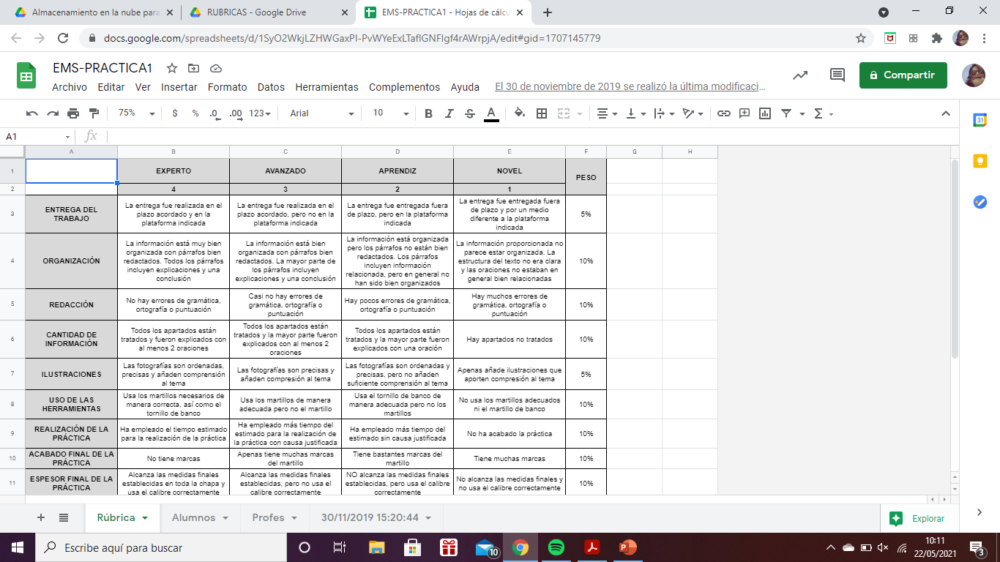 Almacenamiento en la nube para
RUBRICAS - Google Drive
EMS-PRACTICA1 - Hojas de cálcu
docs.google.com/spreadsheets/d/1SyO2WkjLZHWGaxPI-PvWYeExLTaflGNFIgf4rAWrpjA/edit#gid=1707145779
EMS-PRACTICA1
Archivo Editar Ver Insertar Formato Datos Herramientas Complementos Ayuda El 30 de noviembre de 2019 se realizó la última modificaci...
Compartir
75% $ % .0 .00 123 Arial 10 B I S A Σ
31
A1 fx
A B C D E F G H
1 EXPERTO AVANZADO APRENDIZ NOVEL PESO
2 4 3 2 1
3 ENTREGA DEL
TRABAJO
La entrega fue realizada en el
plazo acordado y en la
plataforma indicada
La entrega fue realizada en el
plazo acordado, pero no en la
plataforma indicada
La entrega fue entregada fuera
de plazo, pero en la plataforma
indicada
La entrega fue entregada fuera
de plazo y por un medio
diferente a la plataforma
indicada
5%
4 ORGANIZACIÓN
La información está muy bien
organizada con párrafos bien
redactados. Todos los párrafos
incluyen explicaciones y una
conclusión
La información está bien
organizada con párrafos bien
redactados. La mayor parte de
los párrafos incluyen
explicaciones y una conclusión
La información está organizada
pero los párrafos no están bien
redactados. Los párrafos
incluyen información
relacionada, pero en general no
han sido bien organizados
La información proporcionada no
parece estar organizada. La
estructura del texto no era clara
y las oraciones no estaban en
general bien relacionadas
10%
5 REDACCIÓN
No hay errores de gramática,
ortografía o puntuación
Casi no hay errores de
gramática, ortografía o
puntuación
Hay pocos errores de gramática,
ortografía o puntuación
Hay muchos errores de
gramática, ortografía o
puntuación
10%
6 CANTIDAD DE
INFORMACIÓN
Todos los apartados están
tratados y fueron explicados con
al menos 2 oraciones
Todos los apartados están
tratados y la mayor parte fueron
explicados con al menos 2
oraciones
Todos los apartados están
tratados y la mayor parte fueron
explicados con una oración
Hay apartados no tratados
10%
7 ILUSTRACIONES
Las fotografías son ordenadas,
precisas y añaden comprensión
al tema
Las fotografías son precisas y
añaden compresión al tema
Las fotografías son ordenadas y
precisas, pero no añaden
suficiente comprensión al tema
Apenas añade ilustraciones que
aporten compresión al tema
5%
8 USO DE LAS
HERRAMIENTAS
Usa los martillos necesarios de
manera correcta, así como el
tornillo de banco
Usa los martillos de manera
adecuada pero no el martillo
Usa el tornillo de banco de
manera adecuada pero no los
martillos
No usa los martillos adecuados
ni el martillo de banco
10%
9 REALIZACIÓN DE LA
PRÁCTICA
Ha empleado el tiempo estimado
para la realización de la práctica
Ha empleado más tiempo del
estimado para la realización de
la práctica con causa justificada
Ha empleado más tiempo del
estimado sin causa justificada
No ha acabado la práctica
10%
10 ACABADO FINAL DE LA
PRÁCTICA
No tiene marcas
Apenas tiene muchas marcas
del martillo
Tiene bastantes marcas del
martillo
Tiene muchas marcas
10%
11 ESPESOR FINAL DE LA
PRÁCTICA
Alcanza las medidas finales
establecidas en toda la chapa y
usa el calibre correctamente
Alcanza las medidas finales
establecidas, pero no usa el
calibre correctamente
NO alcanza las medidas finales
establecidas, pero usa el calibre
correctamente
No alcanza las medidas finales y
no usa el calibre correctamente
10%
Rúbrica Alumnos Profes 30/11/2019 15:20:44 Explorar
Escribe aquí para buscar
10
10:11
22/05/2021
3